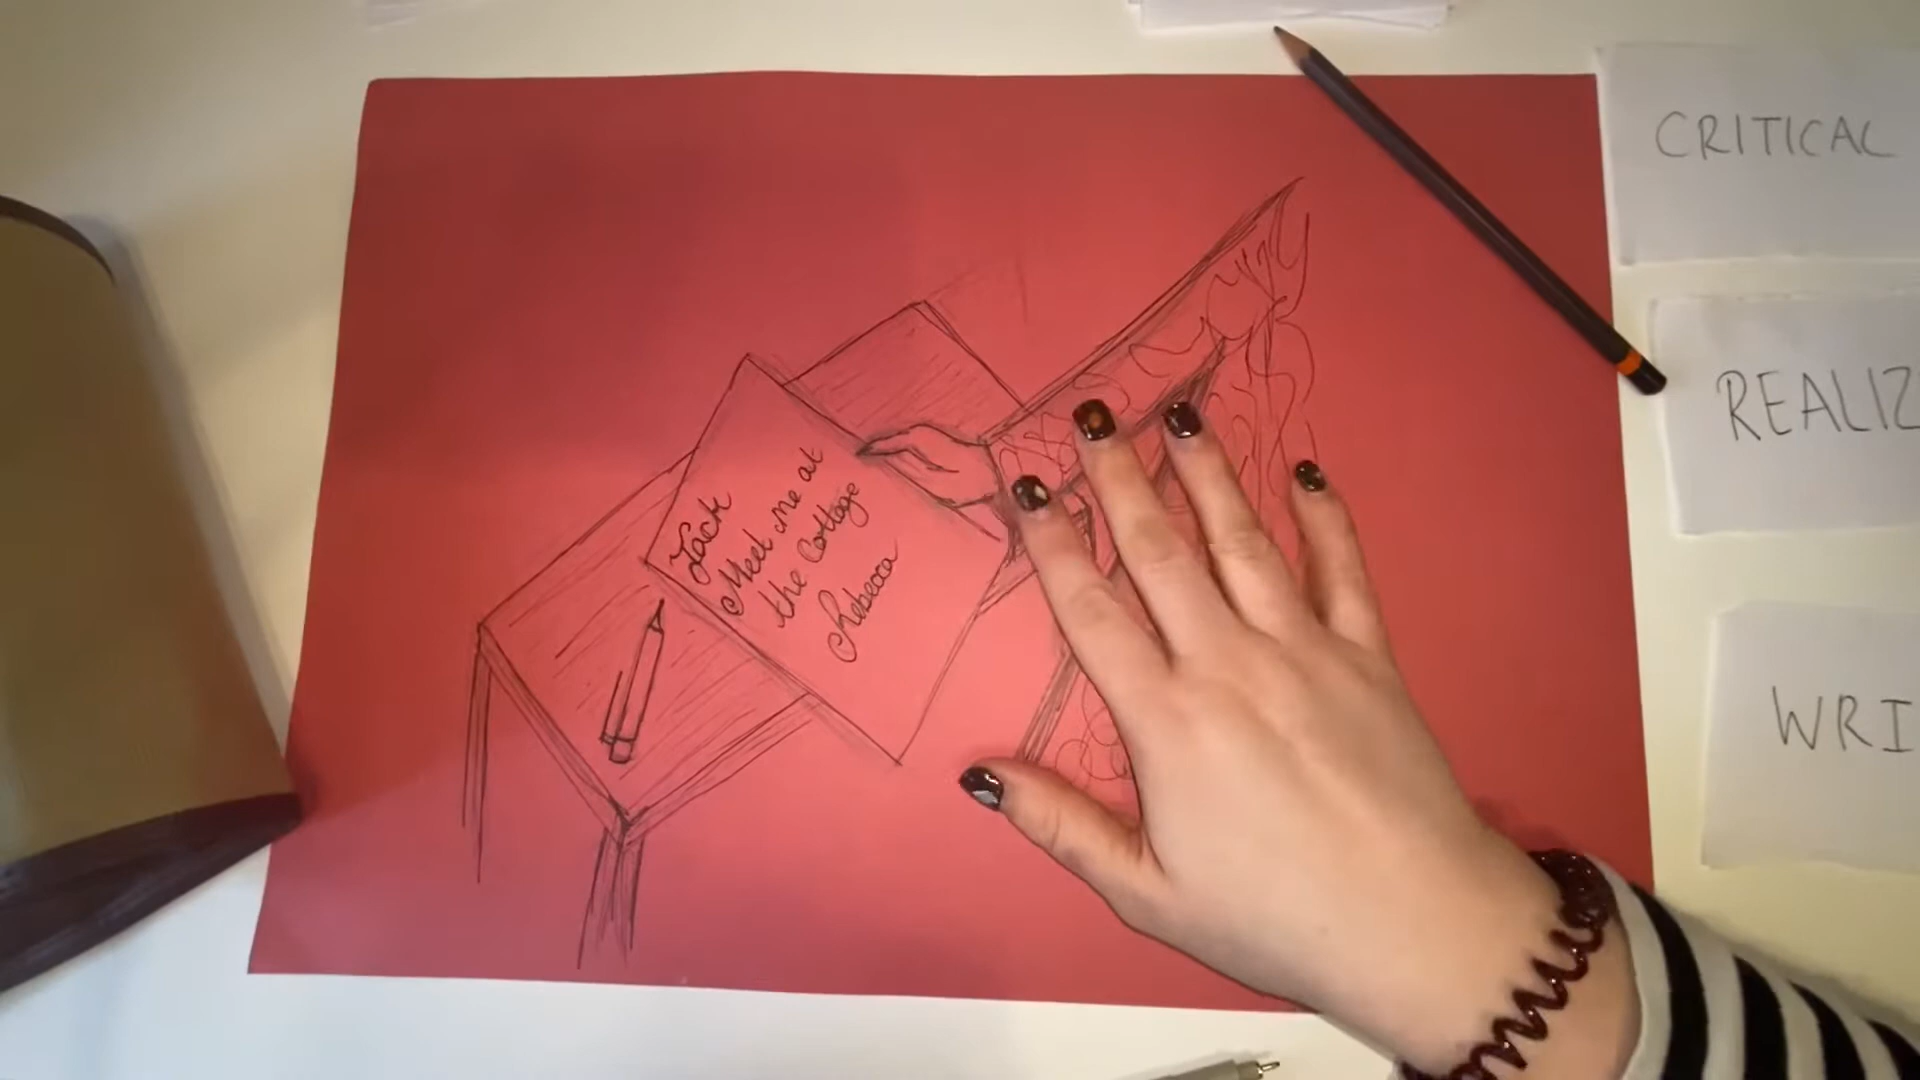 Jack
Meet me at
the Cottage
Rebecca
CRITICAL
REALIZ
WRI